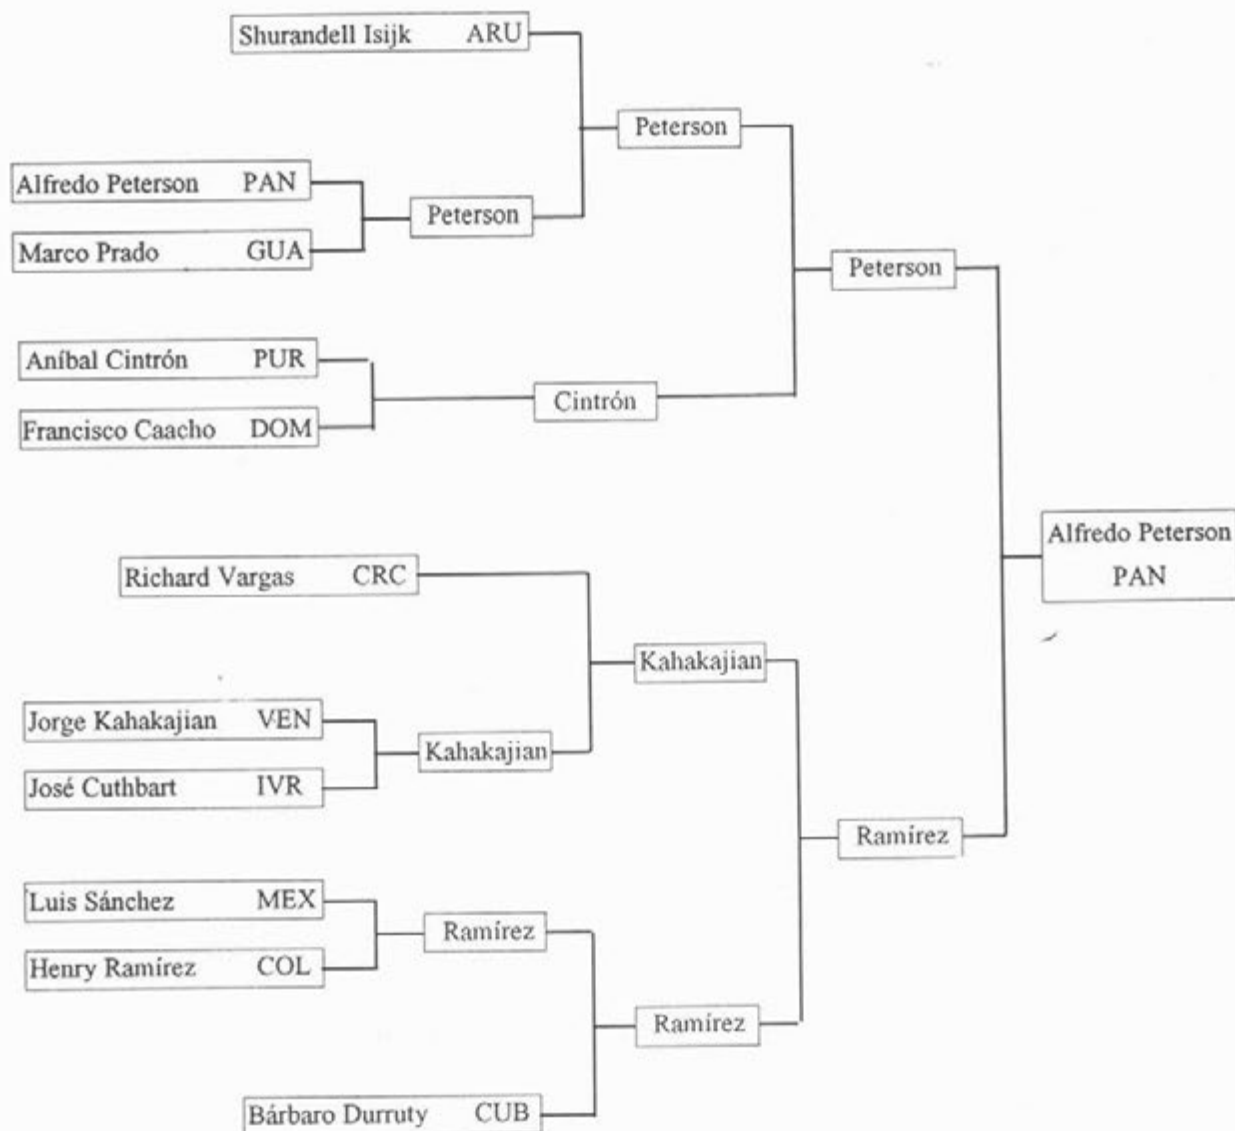 Shurandell Isijk ARU
Peterson
Alfredo Peterson PAN
Peterson
Marco Prado GUA
Peterson
Aníbal Cintrón PUR
Cintrón
Francisco Caacho DOM
Alfredo Peterson
PAN
Richard Vargas CRC
Kahakajian
Jorge Kahakajian VEN
Kahakajian
José Cuthbart IVR
Ramírez
Luis Sánchez MEX
Ramírez
Henry Ramírez COL
Ramírez
Bárbaro Durruty CUB